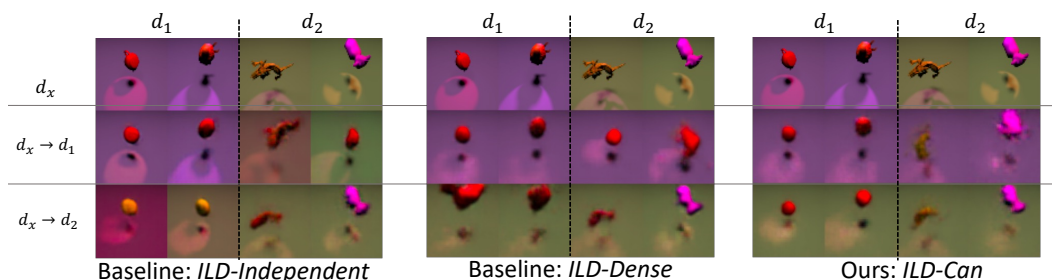 d₁ d₂ d₁ d₂ d₁ d₂
dₓ
dₓ → d₁
dₓ → d₂
Baseline: ILD-Independent Baseline: ILD-Dense Ours: ILD-Can